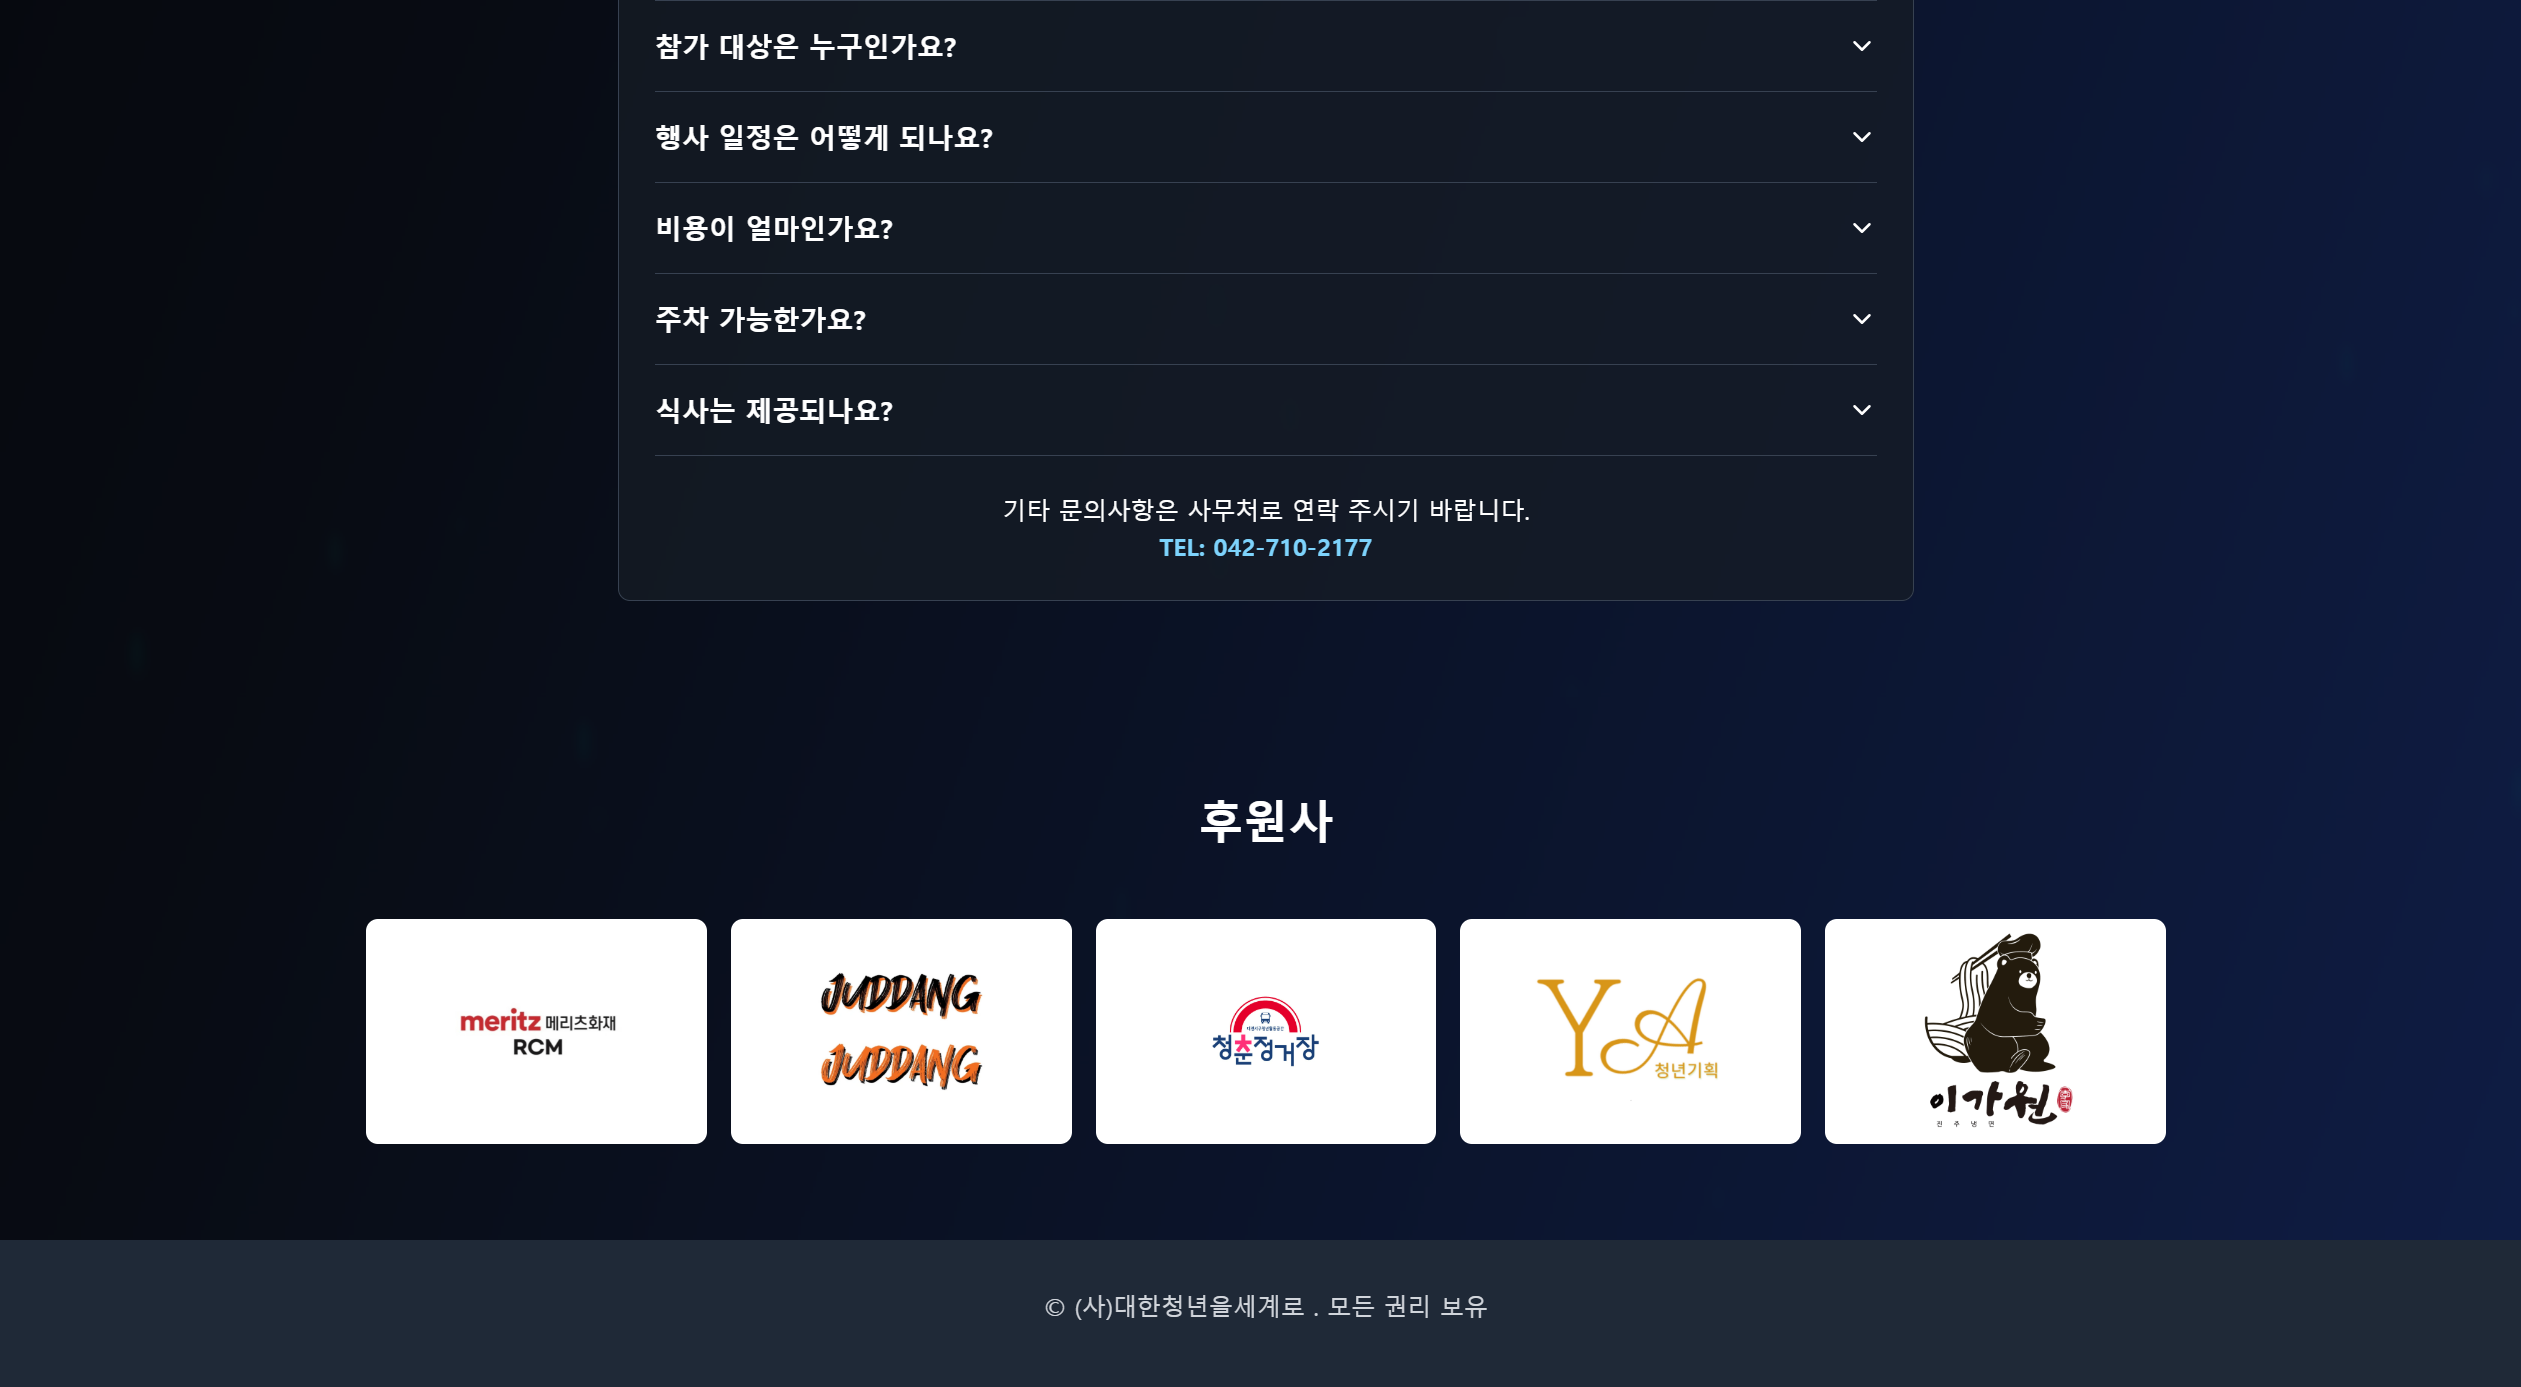 참가 대상은 누구인가요?
행사 일정은 어떻게 되나요?
비용이 얼마인가요?
주차 가능한가요?
식사는 제공되나요?
기타 문의사항은 사무처로 연락 주시기 바랍니다.
TEL: 042-710-2177
후원사
meritz 메리츠화재
RCM
JUDDANG
JUDDANG
청춘정거장
YA
청년기획
이가원
진주냉면
© (사)대한청년을세계로 . 모든 권리 보유